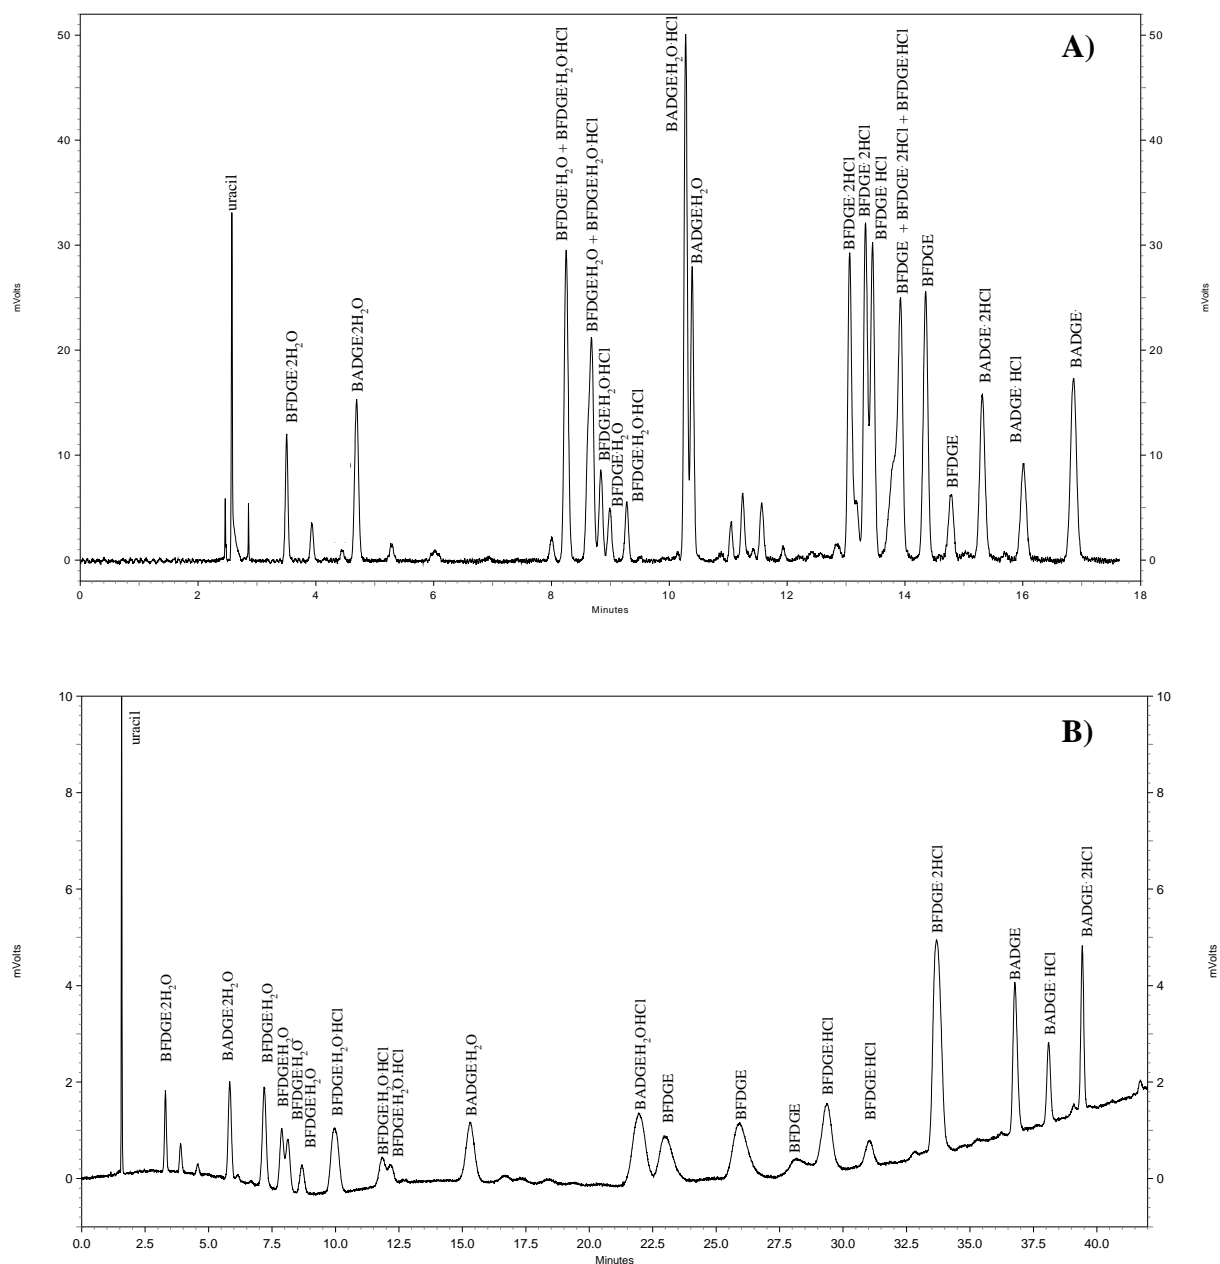 A)
50
40
30
20
10
0
mVolts
uracil
BFDGE·2H₂O
BADGE·2H₂O
BFDGE·H₂O + BFDGE·H₂O·HCl
BFDGE·H₂O + BFDGE·H₂O·HCl
BFDGE·H₂O·HCl
BFDGE·H₂O
BFDGE·H₂O·HCl
BADGE·H₂O·HCl
BADGE·H₂O
BFDGE· 2HCl
BFDGE· 2HCl
BFDGE· HCl
BFDGE + BFDGE· 2HCl + BFDGE·HCl
BFDGE
BFDGE
BADGE· 2HCl
BADGE· HCl
BADGE·
50
40
30
20
10
0
mVolts
0 2 4 6 8 10 12 14 16 18
Minutes
B)
10
8
6
4
2
0
mVolts
uracil
BFDGE·2H₂O
BADGE·2H₂O
BFDGE·H₂O
BFDGE·H₂O
BFDGE·H₂O
BFDGE·H₂O
BFDGE·H₂O·HCl
BFDGE·H₂O·HCl
BFDGE·H₂O.HCl
BADGE·H₂O
BADGE·H₂O·HCl
BFDGE
BFDGE
BFDGE
BFDGE·HCl
BFDGE·HCl
BFDGE· 2HCl
BADGE
BADGE· HCl
BADGE· 2HCl
10
8
6
4
2
0
mVolts
0.0 2.5 5.0 7.5 10.0 12.5 15.0 17.5 20.0 22.5 25.0 27.5 30.0 32.5 35.0 37.5 40.0
Minutes